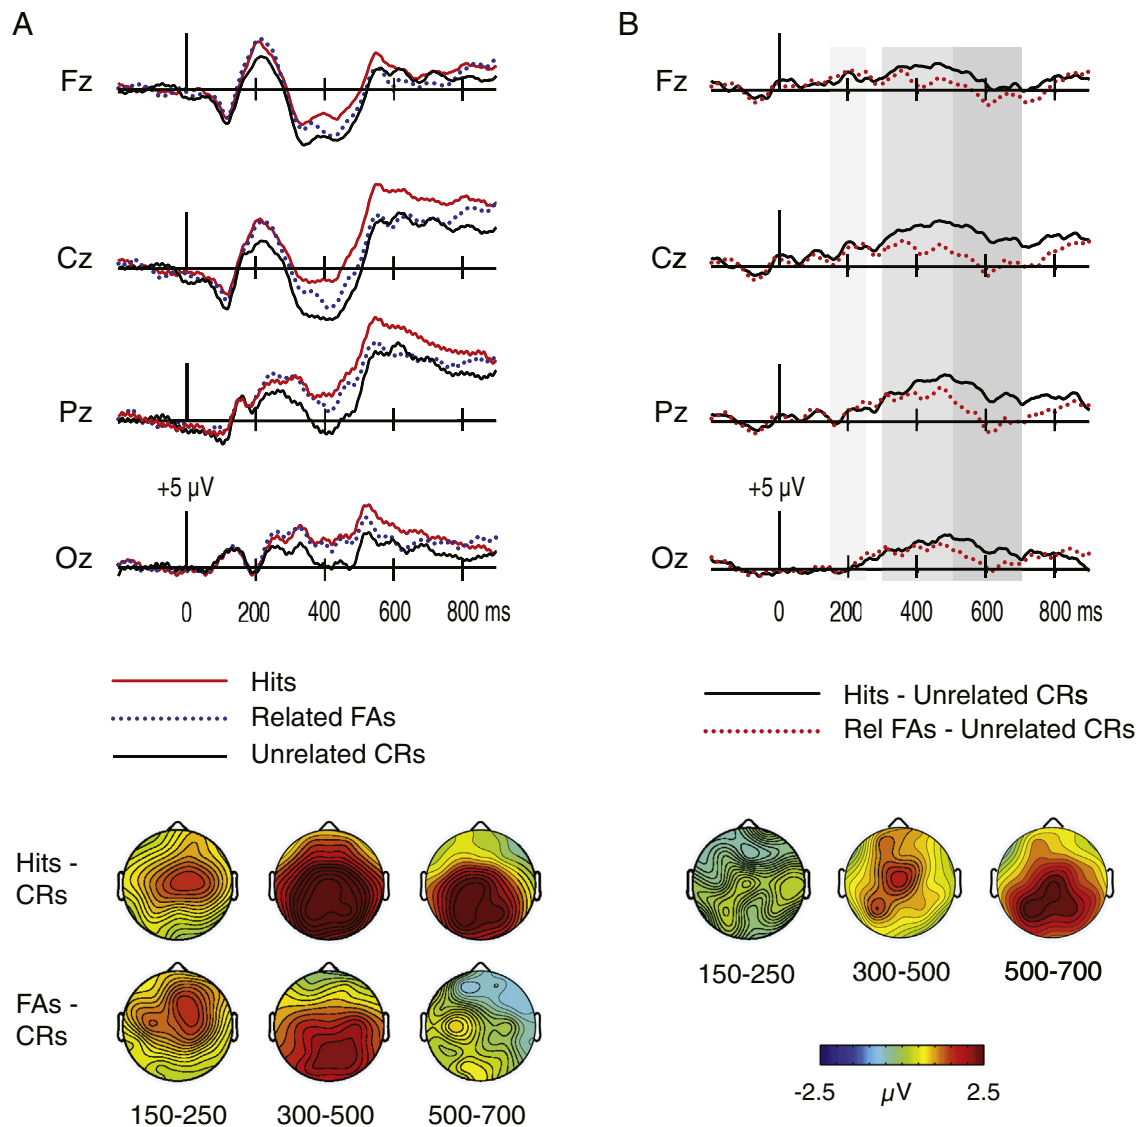 A
B
Fz
Fz
Cz
Cz
Pz
Pz
+5 µV
+5 µV
Oz
Oz
0 200 400 600 800 ms
0 200 400 600 800 ms
Hits
Related FAs
Unrelated CRs
Hits - Unrelated CRs
Rel FAs - Unrelated CRs
Hits -
CRs
150-250 300-500 500-700
FAs -
CRs
-2.5 µV 2.5
150-250 300-500 500-700